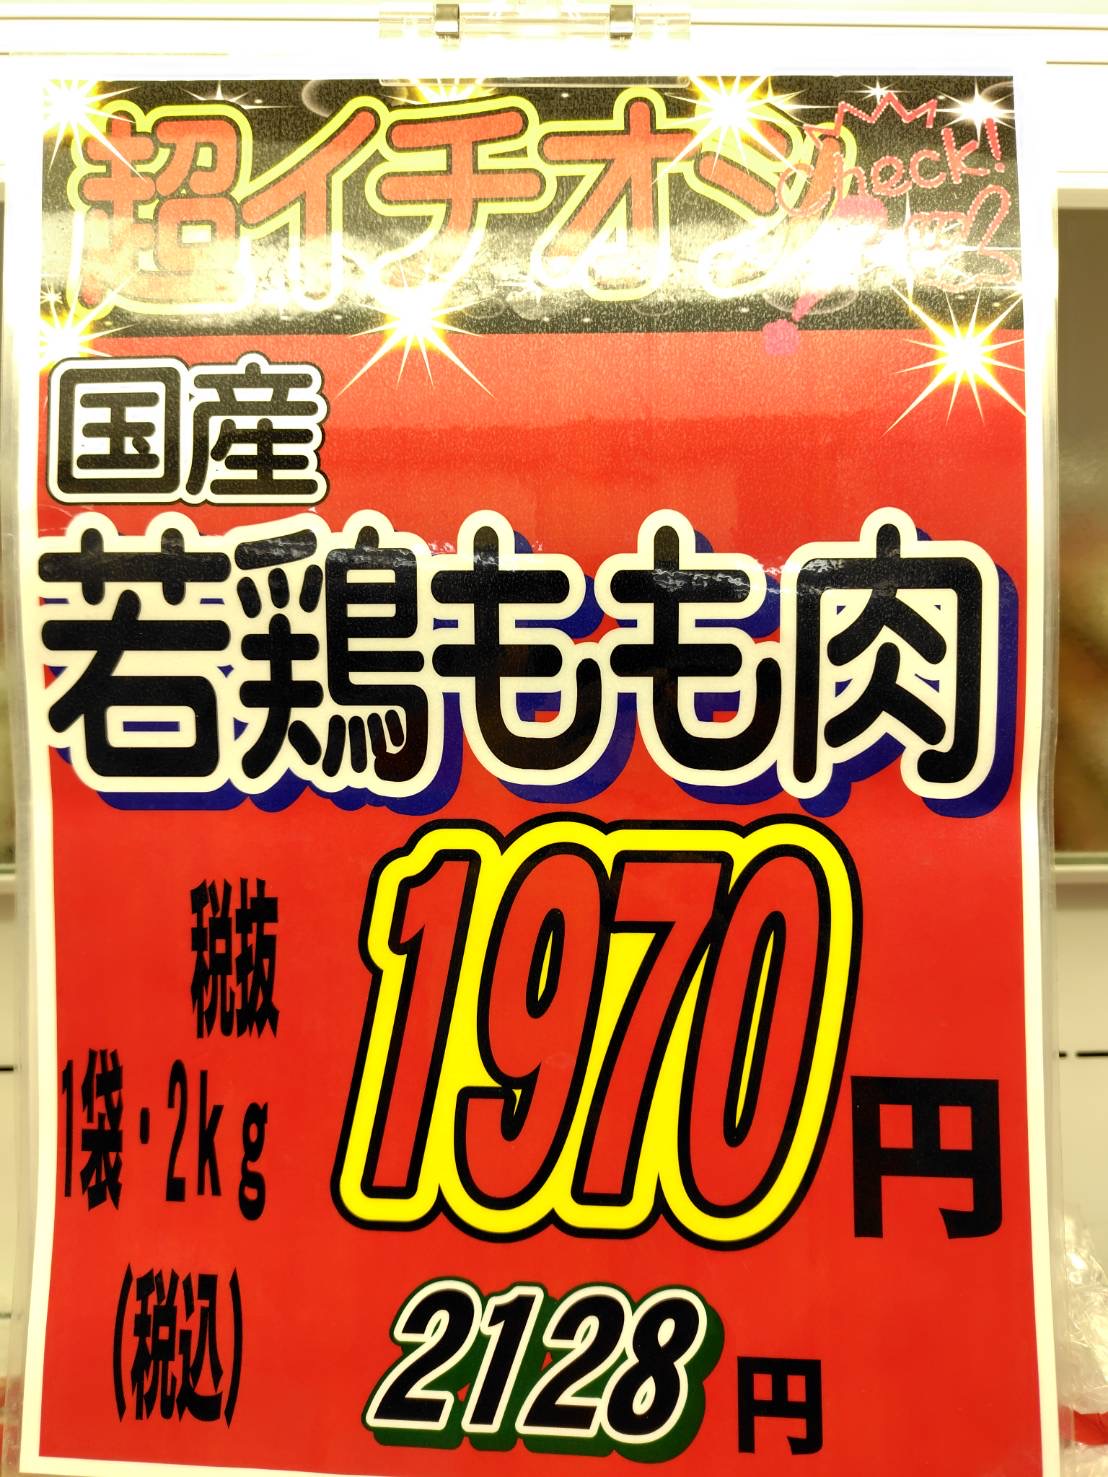 超イチオシ
Check!
国産
若鶏もも肉
税抜
1970円
1袋・2kg
(税込)
2128円